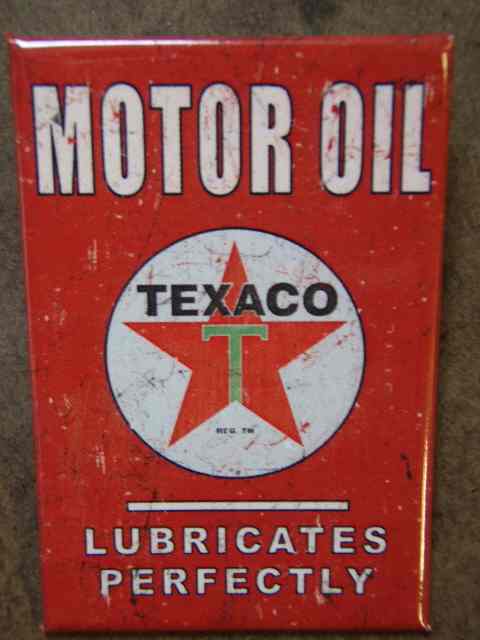 MOTOR OIL
TEXACO
T
REG. TM
LUBRICATES
PERFECTLY